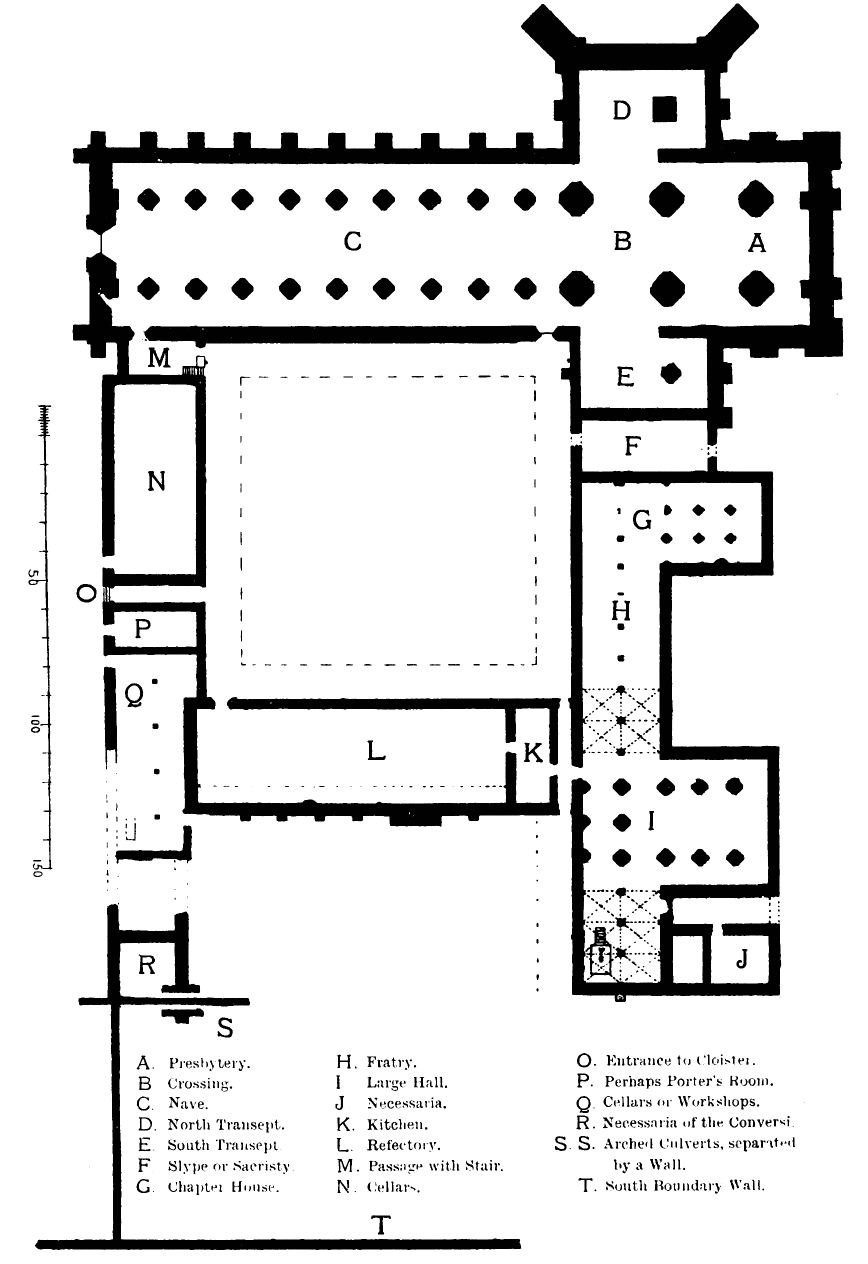 D
C
B
A
M
E
F
N
G
50
O
H
P
Q
100
L
K
I
150
R
J
S
A. Presbytery.
B Crossing.
C. Nave.
D. North Transept.
E. South Transept
F Slype or Sacristy
G. Chapter House.
H. Fratry.
I Large Hall.
J Necessaria.
K. Kitchen.
L. Refectory.
M. Passage with Stair.
N. Cellars.
O. Entrance to Cloister.
P. Perhaps Porter's Room.
Q Cellars or Workshops.
R. Necessaria of the Conversi.
S. S. Arched Culverts, separated
by a Wall.
T. South Boundary Wall.
T